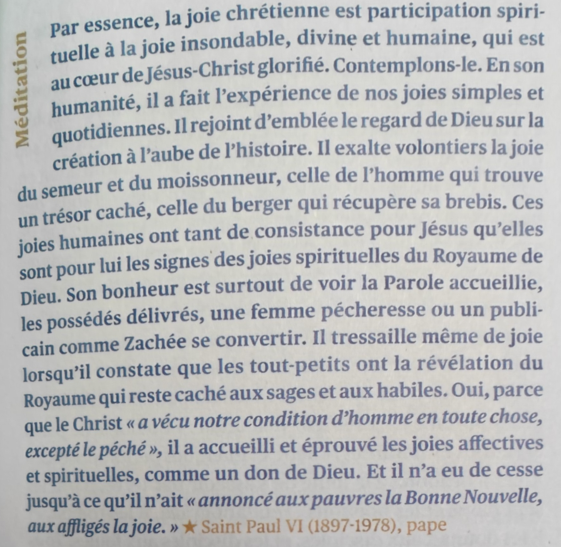 Méditation
Par essence, la joie chrétienne est participation spiri-
tuelle à la joie insondable, divine et humaine, qui est
au cœur de Jésus-Christ glorifié. Contemplons-le. En son
humanité, il a fait l'expérience de nos joies simples et
quotidiennes. Il rejoint d'emblée le regard de Dieu sur la
création à l'aube de l'histoire. Il exalte volontiers la joie
du semeur et du moissonneur, celle de l'homme qui trouve
un trésor caché, celle du berger qui récupère sa brebis. Ces
joies humaines ont tant de consistance pour Jésus qu'elles
sont pour lui les signes des joies spirituelles du Royaume de
Dieu. Son bonheur est surtout de voir la Parole accueillie,
les possédés délivrés, une femme pécheresse ou un publi-
cain comme Zachée se convertir. Il tressaille même de joie
lorsqu'il constate que les tout-petits ont la révélation du
Royaume qui reste caché aux sages et aux habiles. Oui, parce
que le Christ « a vécu notre condition d'homme en toute chose,
excepté le péché », il a accueilli et éprouvé les joies affectives
et spirituelles, comme un don de Dieu. Et il n'a eu de cesse
jusqu'à ce qu'il n'ait « annoncé aux pauvres la Bonne Nouvelle,
aux affligés la joie. » ★ Saint Paul VI (1897-1978), pape